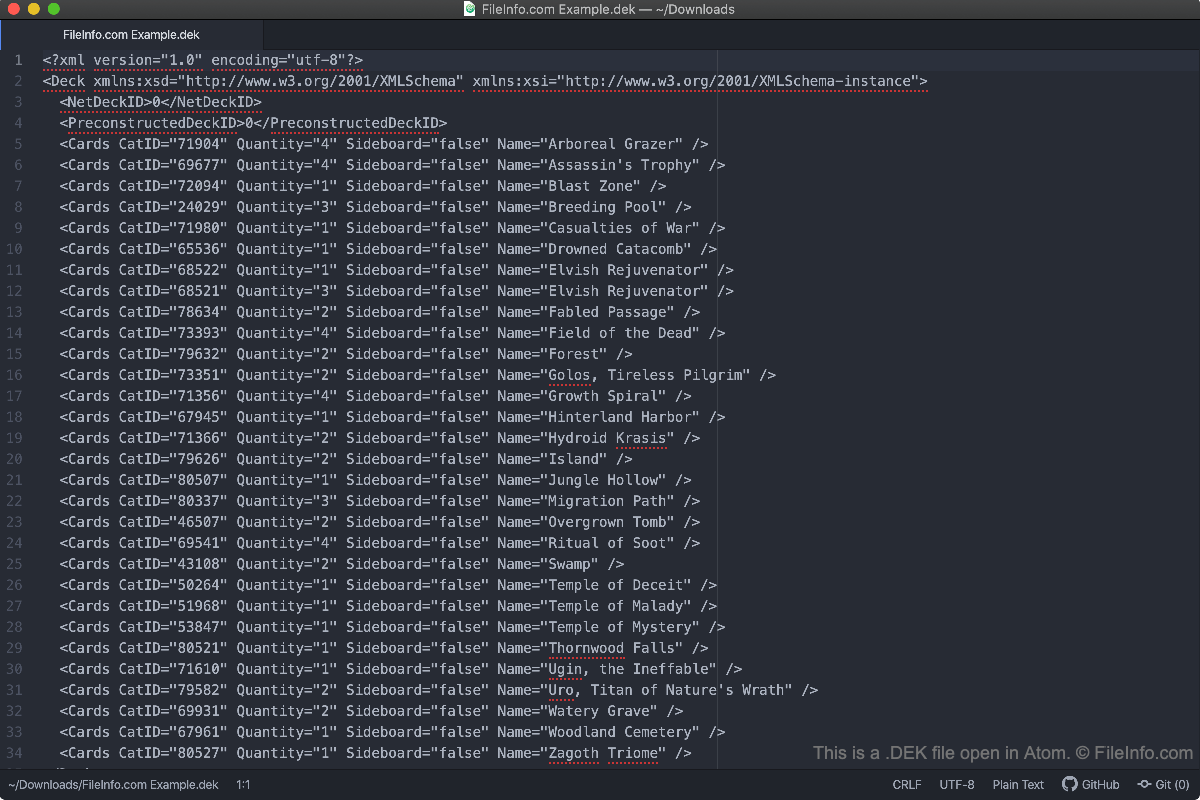 FileInfo.com Example.dek — ~/Downloads
FileInfo.com Example.dek
1 <?xml version="1.0" encoding="utf-8"?>
2 <Deck xmlns:xsd="http://www.w3.org/2001/XMLSchema" xmlns:xsi="http://www.w3.org/2001/XMLSchema-instance">
3 <NetDeckID>0</NetDeckID>
4 <PreconstructedDeckID>0</PreconstructedDeckID>
5 <Cards CatID="71904" Quantity="4" Sideboard="false" Name="Arboreal Grazer" />
6 <Cards CatID="69677" Quantity="4" Sideboard="false" Name="Assassin's Trophy" />
7 <Cards CatID="72094" Quantity="1" Sideboard="false" Name="Blast Zone" />
8 <Cards CatID="24029" Quantity="3" Sideboard="false" Name="Breeding Pool" />
9 <Cards CatID="71980" Quantity="1" Sideboard="false" Name="Casualties of War" />
10 <Cards CatID="65536" Quantity="1" Sideboard="false" Name="Drowned Catacomb" />
11 <Cards CatID="68522" Quantity="1" Sideboard="false" Name="Elvish Rejuvenator" />
12 <Cards CatID="68521" Quantity="3" Sideboard="false" Name="Elvish Rejuvenator" />
13 <Cards CatID="78634" Quantity="2" Sideboard="false" Name="Fabled Passage" />
14 <Cards CatID="73393" Quantity="4" Sideboard="false" Name="Field of the Dead" />
15 <Cards CatID="79632" Quantity="2" Sideboard="false" Name="Forest" />
16 <Cards CatID="73351" Quantity="2" Sideboard="false" Name="Golos, Tireless Pilgrim" />
17 <Cards CatID="71356" Quantity="4" Sideboard="false" Name="Growth Spiral" />
18 <Cards CatID="67945" Quantity="1" Sideboard="false" Name="Hinterland Harbor" />
19 <Cards CatID="71366" Quantity="2" Sideboard="false" Name="Hydroid Krasis" />
20 <Cards CatID="79626" Quantity="2" Sideboard="false" Name="Island" />
21 <Cards CatID="80507" Quantity="1" Sideboard="false" Name="Jungle Hollow" />
22 <Cards CatID="80337" Quantity="3" Sideboard="false" Name="Migration Path" />
23 <Cards CatID="46507" Quantity="2" Sideboard="false" Name="Overgrown Tomb" />
24 <Cards CatID="69541" Quantity="4" Sideboard="false" Name="Ritual of Soot" />
25 <Cards CatID="43108" Quantity="2" Sideboard="false" Name="Swamp" />
26 <Cards CatID="50264" Quantity="1" Sideboard="false" Name="Temple of Deceit" />
27 <Cards CatID="51968" Quantity="1" Sideboard="false" Name="Temple of Malady" />
28 <Cards CatID="53847" Quantity="1" Sideboard="false" Name="Temple of Mystery" />
29 <Cards CatID="80521" Quantity="1" Sideboard="false" Name="Thornwood Falls" />
30 <Cards CatID="71610" Quantity="1" Sideboard="false" Name="Ugin, the Ineffable" />
31 <Cards CatID="79582" Quantity="2" Sideboard="false" Name="Uro, Titan of Nature's Wrath" />
32 <Cards CatID="69931" Quantity="2" Sideboard="false" Name="Watery Grave" />
33 <Cards CatID="67961" Quantity="1" Sideboard="false" Name="Woodland Cemetery" />
34 <Cards CatID="80527" Quantity="1" Sideboard="false" Name="Zagoth Triome" />
This is a .DEK file open in Atom. © FileInfo.com
~/Downloads/FileInfo.com Example.dek 1:1 CRLF UTF-8 Plain Text GitHub Git (0)